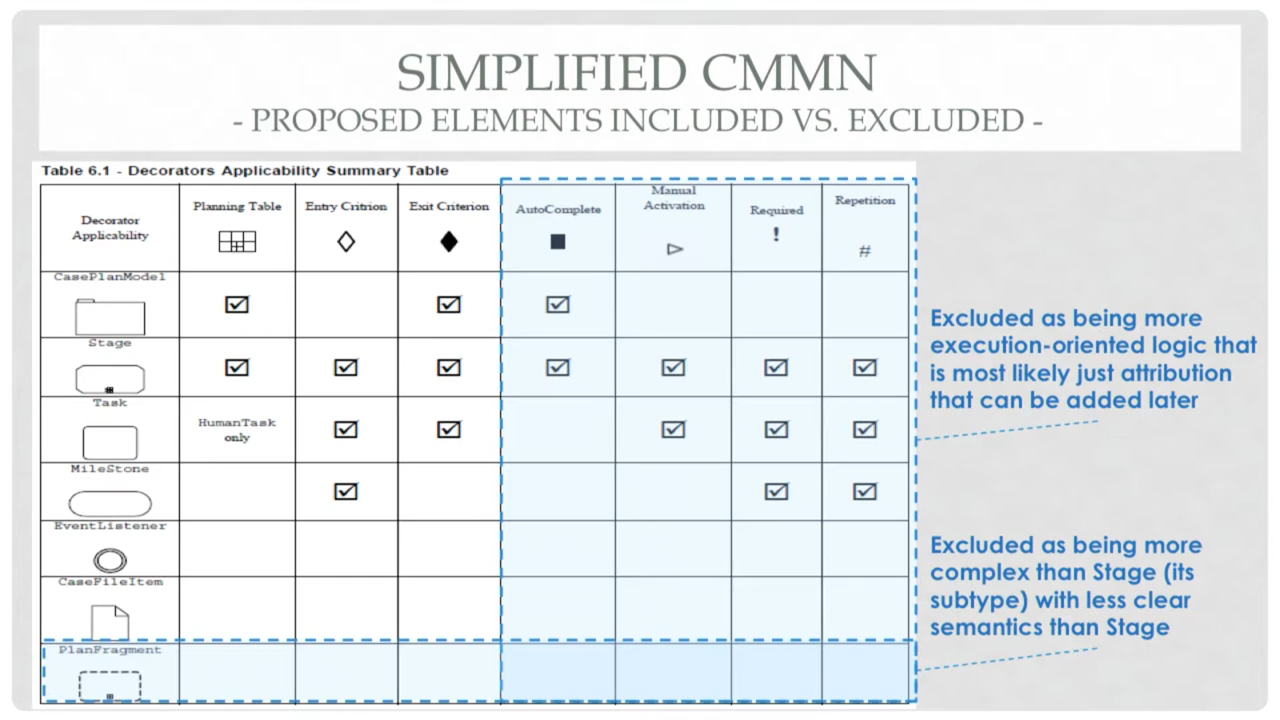 SIMPLIFIED CMMN
- PROPOSED ELEMENTS INCLUDED VS. EXCLUDED -
Table 6.1 - Decorators Applicability Summary Table
Decorator
Applicability
Planning Table
Entry Critrion
Exit Criterion
AutoComplete
Manual
Activation
Required
!
Repetition
#
CasePlanModel
Stage
Task
HumanTask
only
MileStone
EventListener
CaseFileItem
PlanFragment
Excluded as being more
execution-oriented logic that
is most likely just attribution
that can be added later
Excluded as being more
complex than Stage (its
subtype) with less clear
semantics than Stage